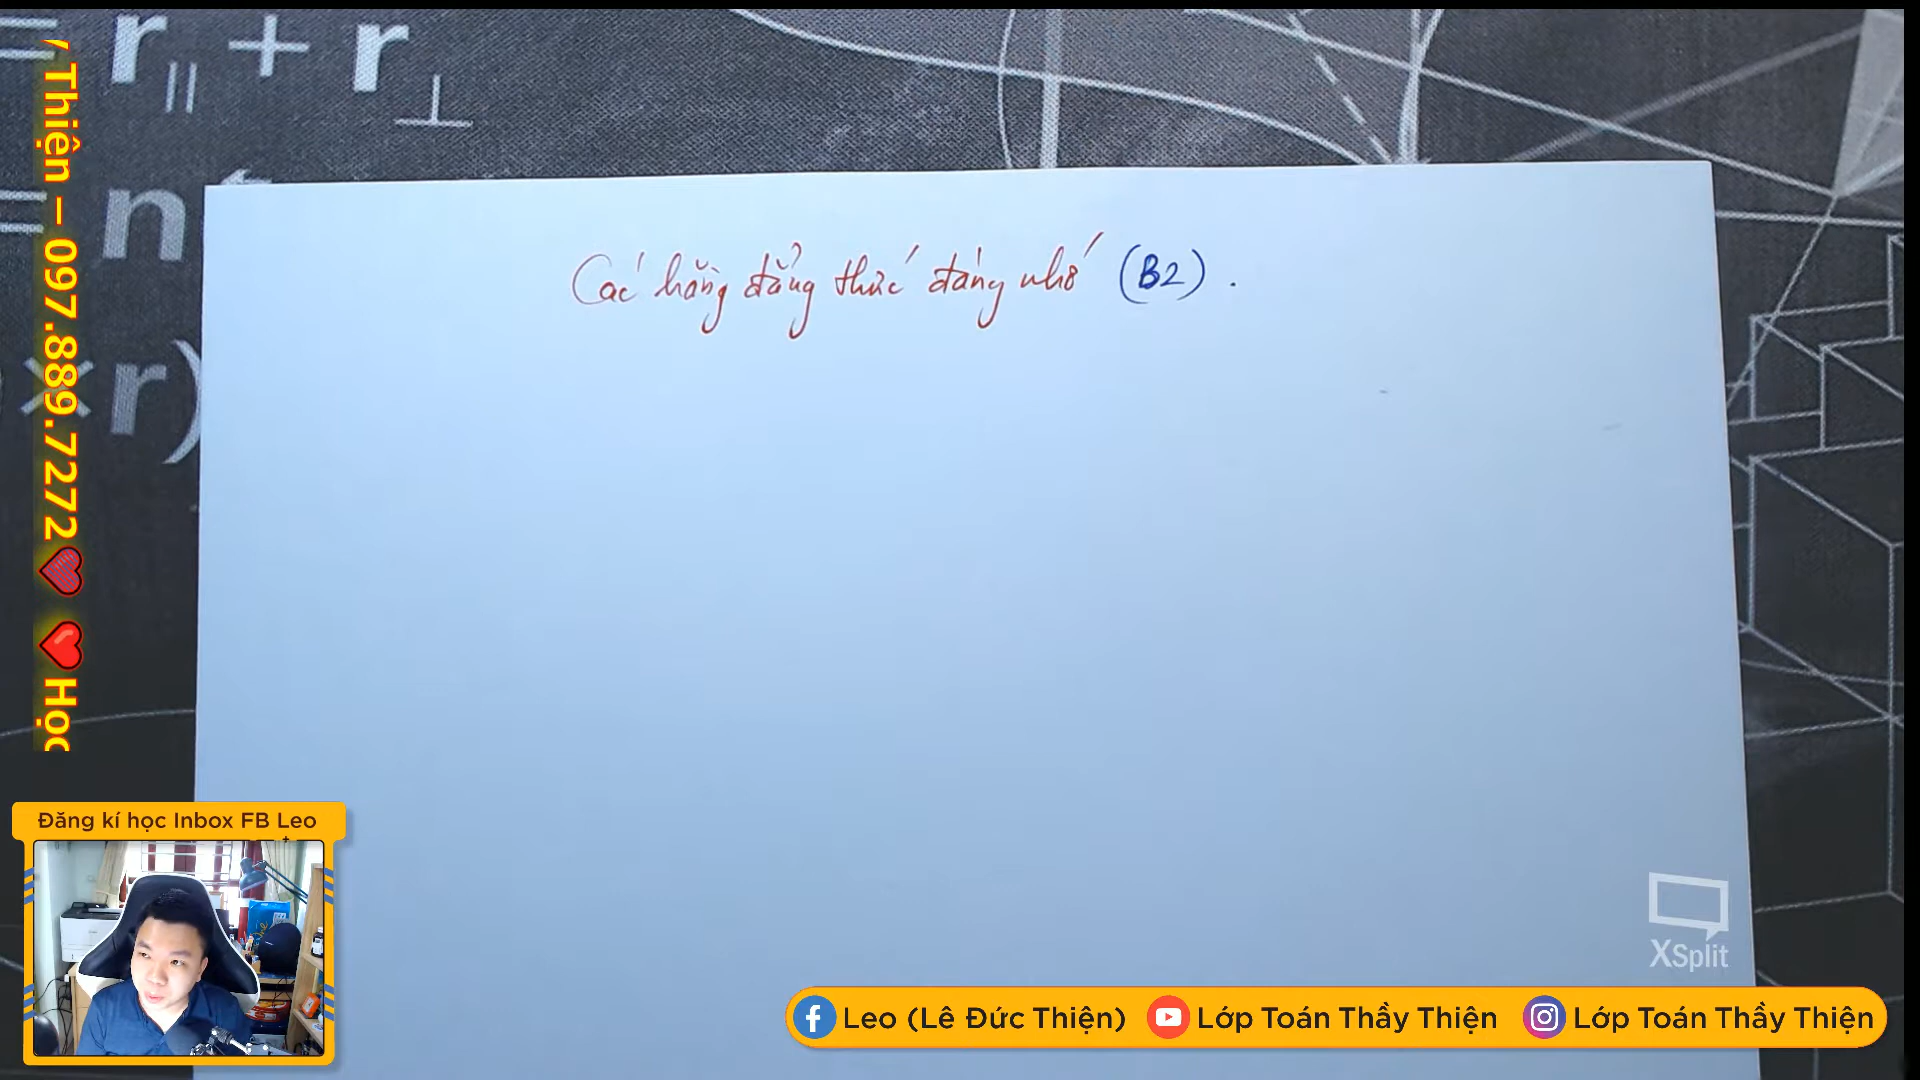 = r|| + r⊥
= n
× r)
Thiện – 097.889.7272❤ ❤Học
Các hằng đẳng thức đáng nhớ (B2) .
Đăng kí học Inbox FB Leo
XSplit
Leo (Lê Đức Thiện) Lớp Toán Thầy Thiện Lớp Toán Thầy Thiện